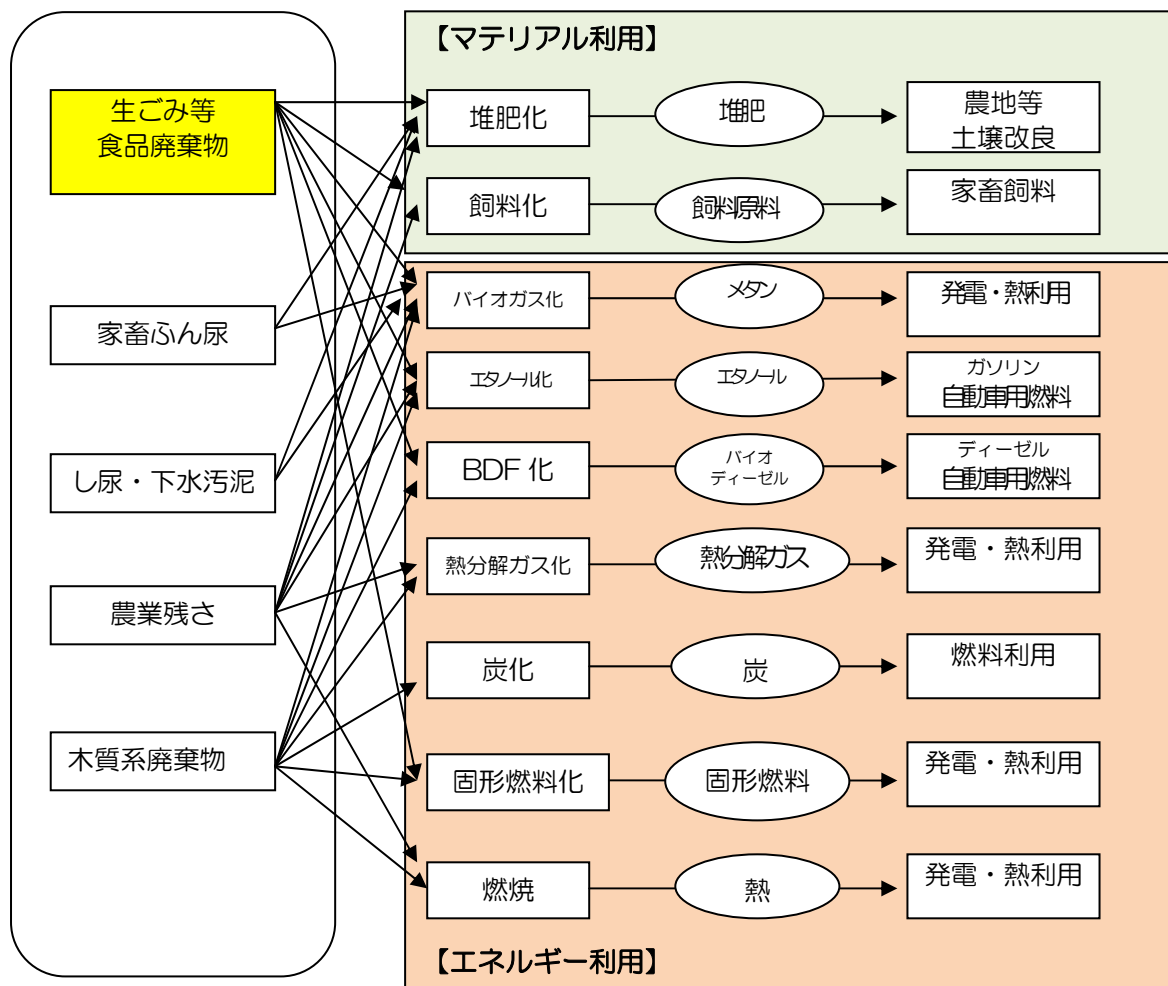 生ごみ等
食品廃棄物
家畜ふん尿
し尿・下水汚泥
農業残さ
木質系廃棄物
【マテリアル利用】
堆肥化
堆肥
農地等
土壌改良
飼料化
飼料原料
家畜飼料
バイオガス化
メタン
発電・熱利用
エタノール化
エタノール
ガソリン
自動車用燃料
BDF 化
バイオ
ディーゼル
ディーゼル
自動車用燃料
熱分解ガス化
熱分解ガス
発電・熱利用
炭化
炭
燃料利用
固形燃料化
固形燃料
発電・熱利用
燃焼
熱
発電・熱利用
【エネルギー利用】